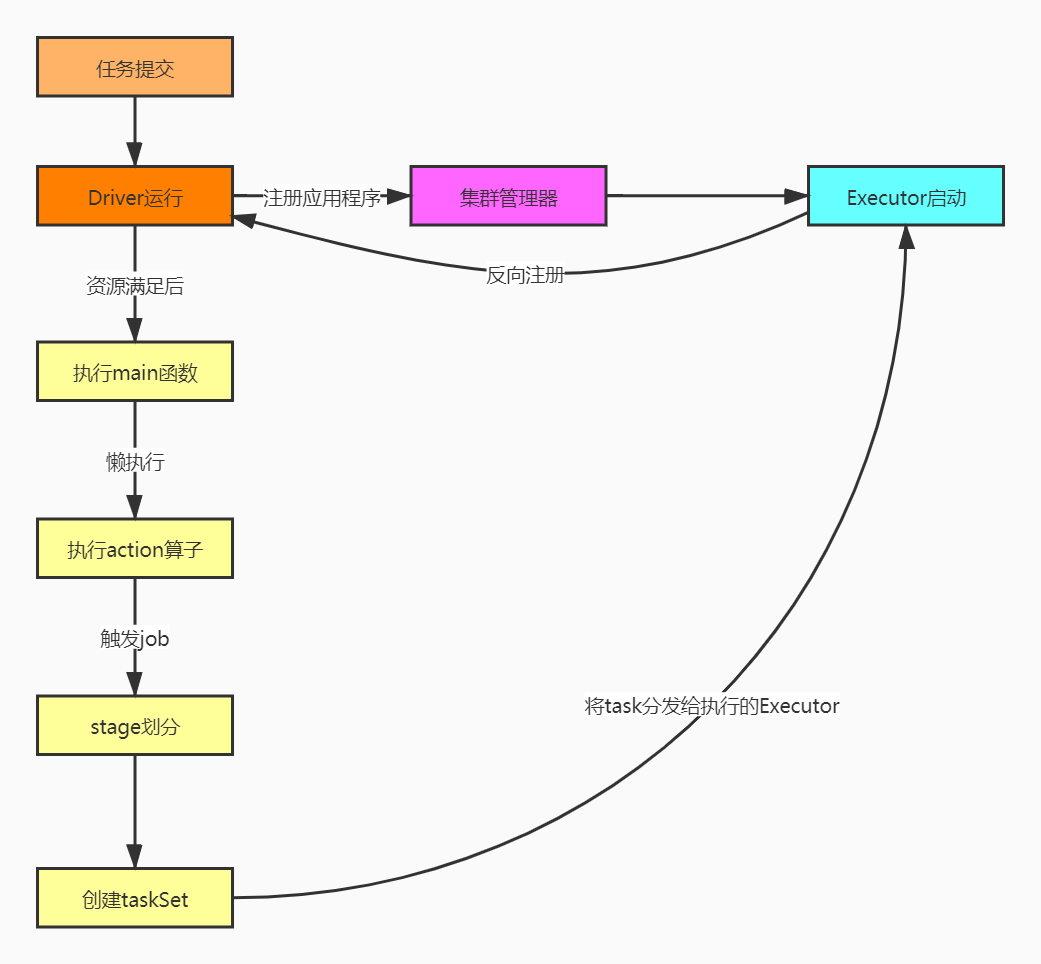 任务提交
Driver运行
注册应用程序
集群管理器
Executor启动
反向注册
资源满足后
执行main函数
懒执行
执行action算子
触发job
将task分发给执行的Executor
stage划分
创建taskSet